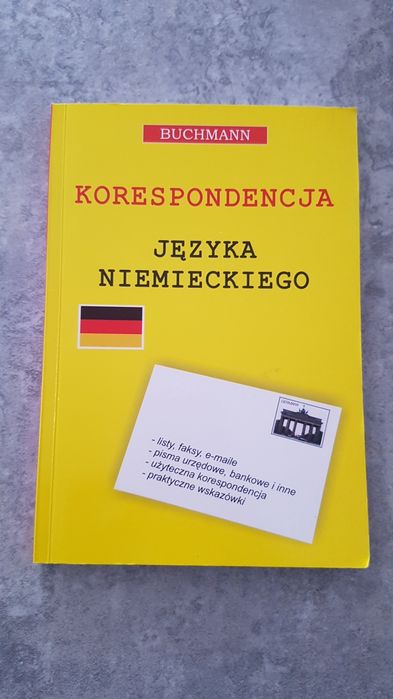 BUCHMANN
KORESPONDENCJA
JĘZYKA
NIEMIECKIEGO
- listy, faksy, e-maile
- pisma urzędowe, bankowe i inne
- użyteczna korespondencja
- praktyczne wskazówki